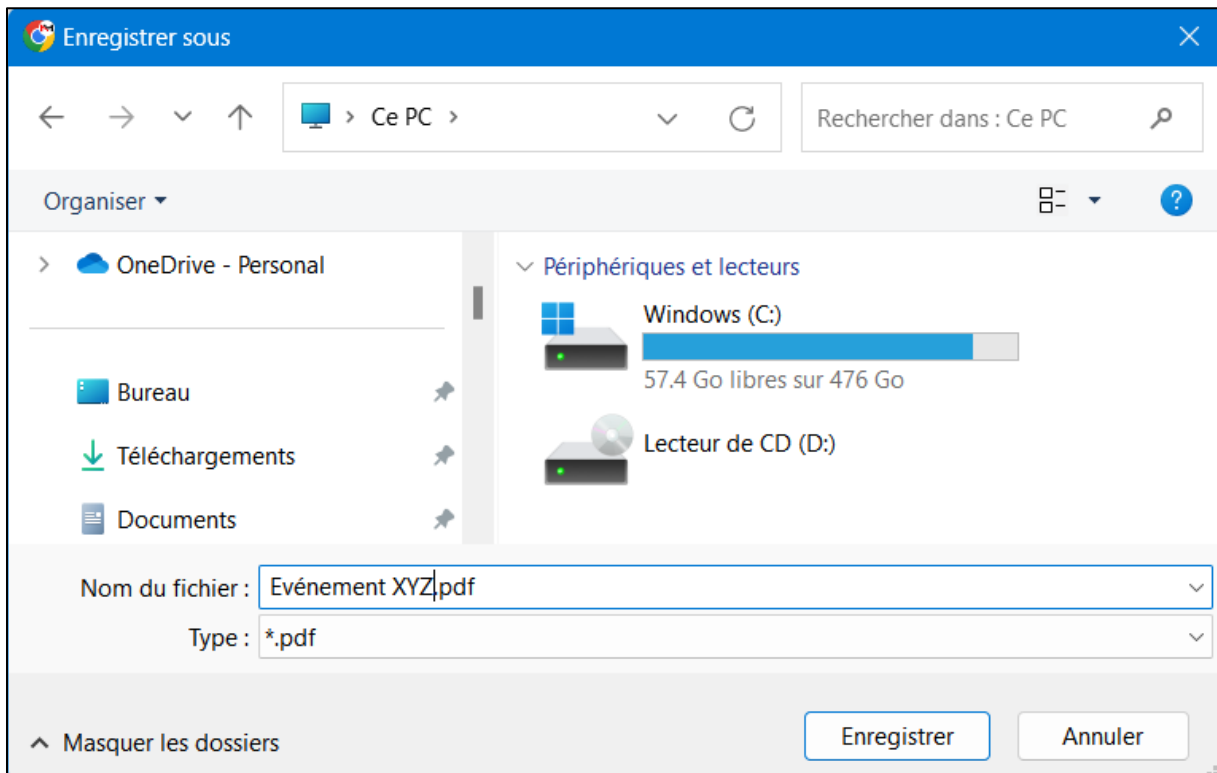 Enregistrer sous
Ce PC
Rechercher dans : Ce PC
Organiser
?
OneDrive - Personal
Bureau
Téléchargements
Documents
Périphériques et lecteurs
Windows (C:)
57.4 Go libres sur 476 Go
Lecteur de CD (D:)
Nom du fichier : Evénement XYZ.pdf
Type : *.pdf
Masquer les dossiers
Enregistrer
Annuler